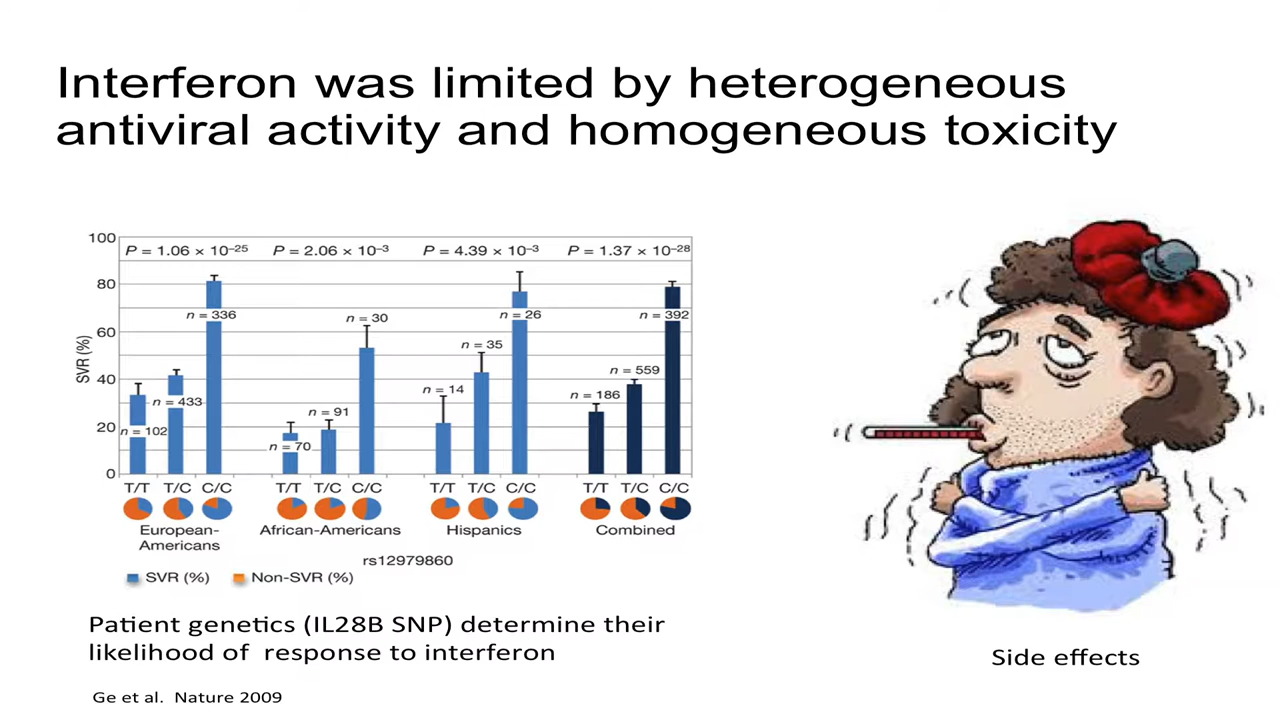 Interferon was limited by heterogeneous
antiviral activity and homogeneous toxicity
100
80
60
40
20
0
SVR (%)
P = 1.06 × 10–25
P = 2.06 × 10–3
P = 4.39 × 10–3
P = 1.37 × 10–28
n = 102
n = 433
n = 336
n = 70
n = 91
n = 30
n = 14
n = 35
n = 26
n = 186
n = 559
n = 392
T/T T/C C/C
T/T T/C C/C
T/T T/C C/C
T/T T/C C/C
European-
Americans
African-Americans
Hispanics
Combined
rs12979860
SVR (%)
Non-SVR (%)
Patient genetics (IL28B SNP) determine their
likelihood of response to interferon
Ge et al. Nature 2009
Side effects